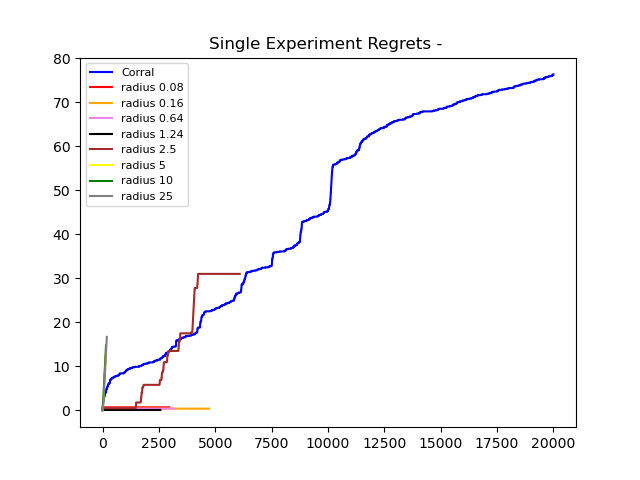 Single Experiment Regrets -
80
70
60
50
40
30
20
10
0
Corral
radius 0.08
radius 0.16
radius 0.64
radius 1.24
radius 2.5
radius 5
radius 10
radius 25
0 2500 5000 7500 10000 12500 15000 17500 20000